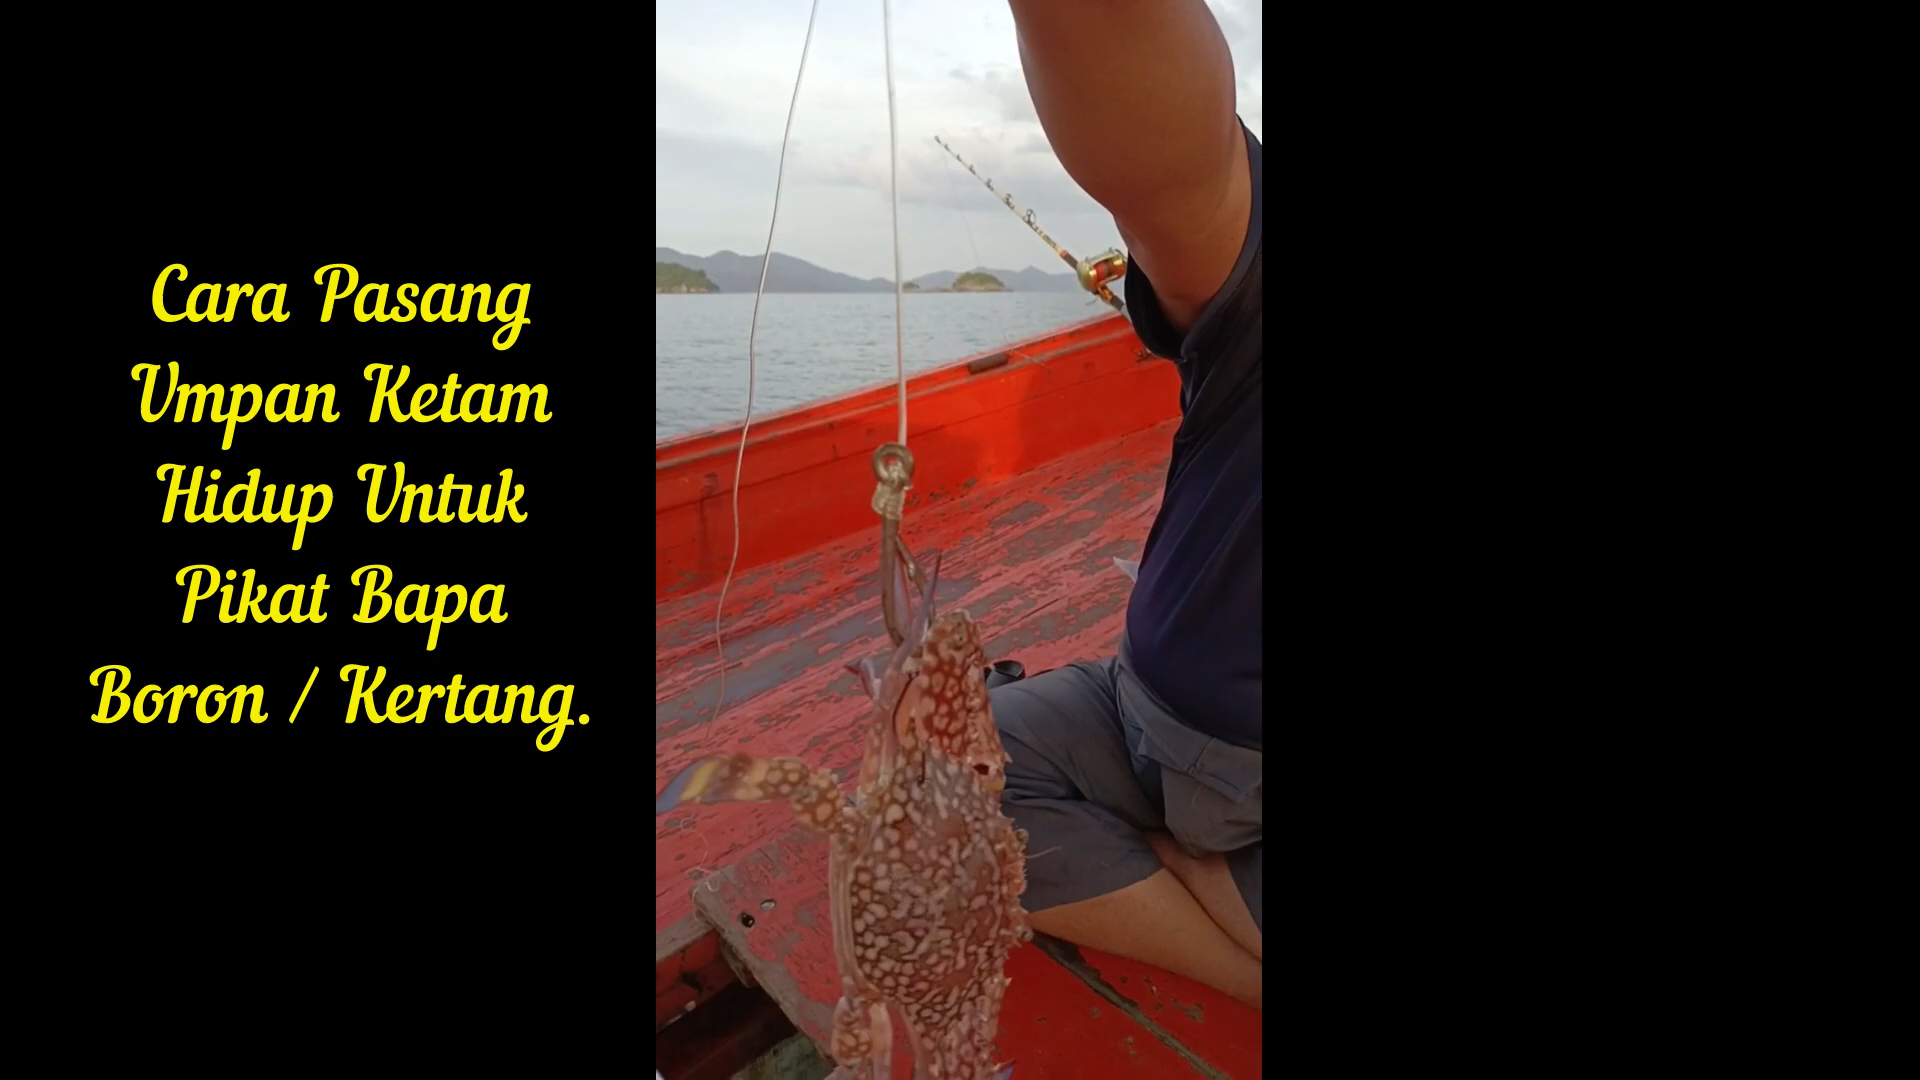 Cara Pasang
Umpan Ketam
Hidup Untuk
Pikat Bapa
Boron / Kertang.